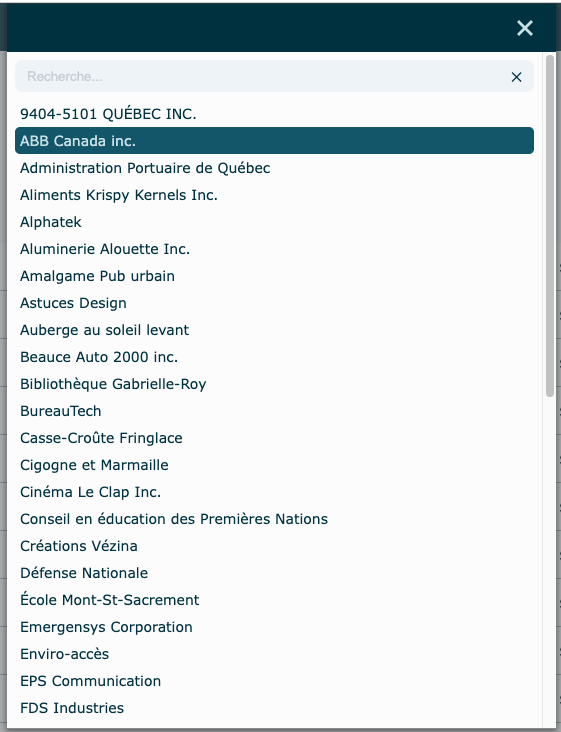 Recherche...
9404-5101 QUÉBEC INC.
ABB Canada inc.
Administration Portuaire de Québec
Aliments Krispy Kernels Inc.
Alphatek
Aluminerie Alouette Inc.
Amalgame Pub urbain
Astuces Design
Auberge au soleil levant
Beauce Auto 2000 inc.
Bibliothèque Gabrielle-Roy
BureauTech
Casse-Croûte Fringlace
Cigogne et Marmaille
Cinéma Le Clap Inc.
Conseil en éducation des Premières Nations
Créations Vézina
Défense Nationale
École Mont-St-Sacrement
Emergensys Corporation
Enviro-accès
EPS Communication
FDS Industries